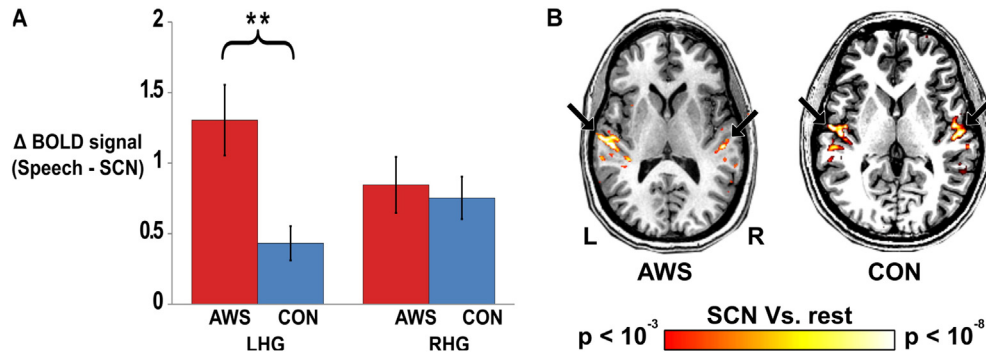 A
2
1.5
1
0.5
0
Δ BOLD signal
(Speech - SCN)
**
AWS CON AWS CON
LHG RHG
B
L R
AWS CON
SCN Vs. rest
p < 10⁻³ p < 10⁻⁸